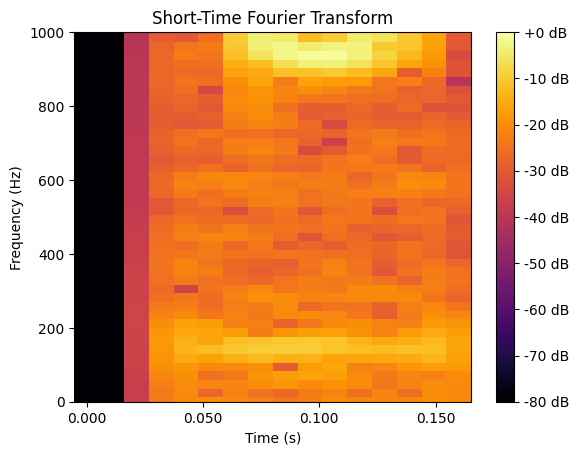 Short-Time Fourier Transform
Frequency (Hz)
1000
800
600
400
200
0
0.000
0.050
0.100
0.150
Time (s)
+0 dB
-10 dB
-20 dB
-30 dB
-40 dB
-50 dB
-60 dB
-70 dB
-80 dB